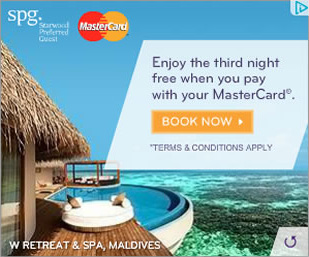 spg.
Starwood
Preferred
Guest
MasterCard
Enjoy the third night
free when you pay
with your MasterCard®.
BOOK NOW
*TERMS & CONDITIONS APPLY
W RETREAT & SPA, MALDIVES